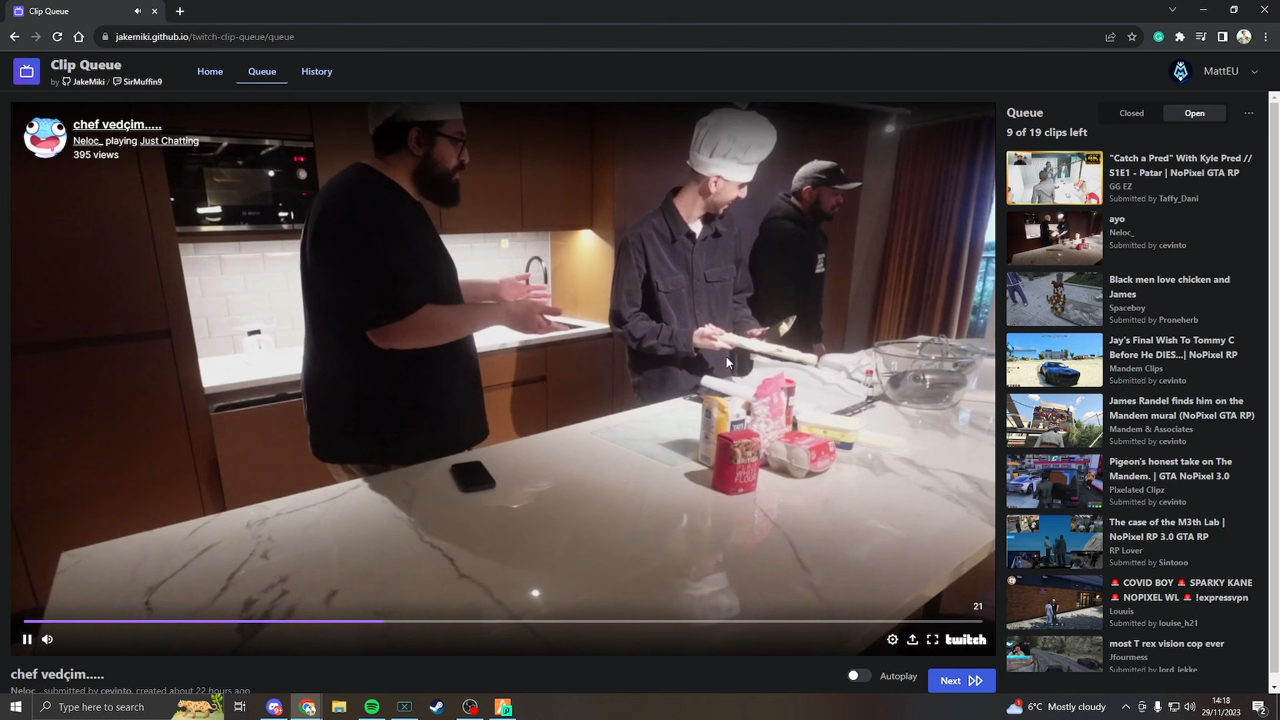 Clip Queue
jakemiki.github.io/twitch-clip-queue/queue
Clip Queue
by JakeMiki / SirMuffin9
Home
Queue
History
MattEU
chef vedçim.....
Neloc_ playing Just Chatting
395 views
21
twitch
chef vedçim.....
Neloc_, submitted by cevinto, created about 22 hours ago
Autoplay
Next
Queue
Closed
Open
9 of 19 clips left
"Catch a Pred" With Kyle Pred //
S1E1 - Patar | NoPixel GTA RP
GG EZ
Submitted by Taffy_Dani
ayo
Neloc_
Submitted by cevinto
Black men love chicken and
James
Spaceboy
Submitted by Proneherb
Jay's Final Wish To Tommy C
Before He DIES...| NoPixel RP
Mandem Clips
Submitted by cevinto
James Randel finds him on the
Mandem mural (NoPixel GTA RP)
Mandem & Associates
Submitted by cevinto
Pigeon's honest take on The
Mandem. | GTA NoPixel 3.0
Pixelated Clipz
Submitted by cevinto
The case of the M3th Lab |
NoPixel RP 3.0 GTA RP
RP Lover
Submitted by Sintooo
🚨 COVID BOY 🚨 SPARKY KANE
🚨 NOPIXEL WL 🚨 !expressvpn
Louuis
Submitted by louise_h21
most T rex vision cop ever
Jfourmess
Submitted by lord_jekke
Type here to search
6°C Mostly cloudy
14:18
29/11/2023